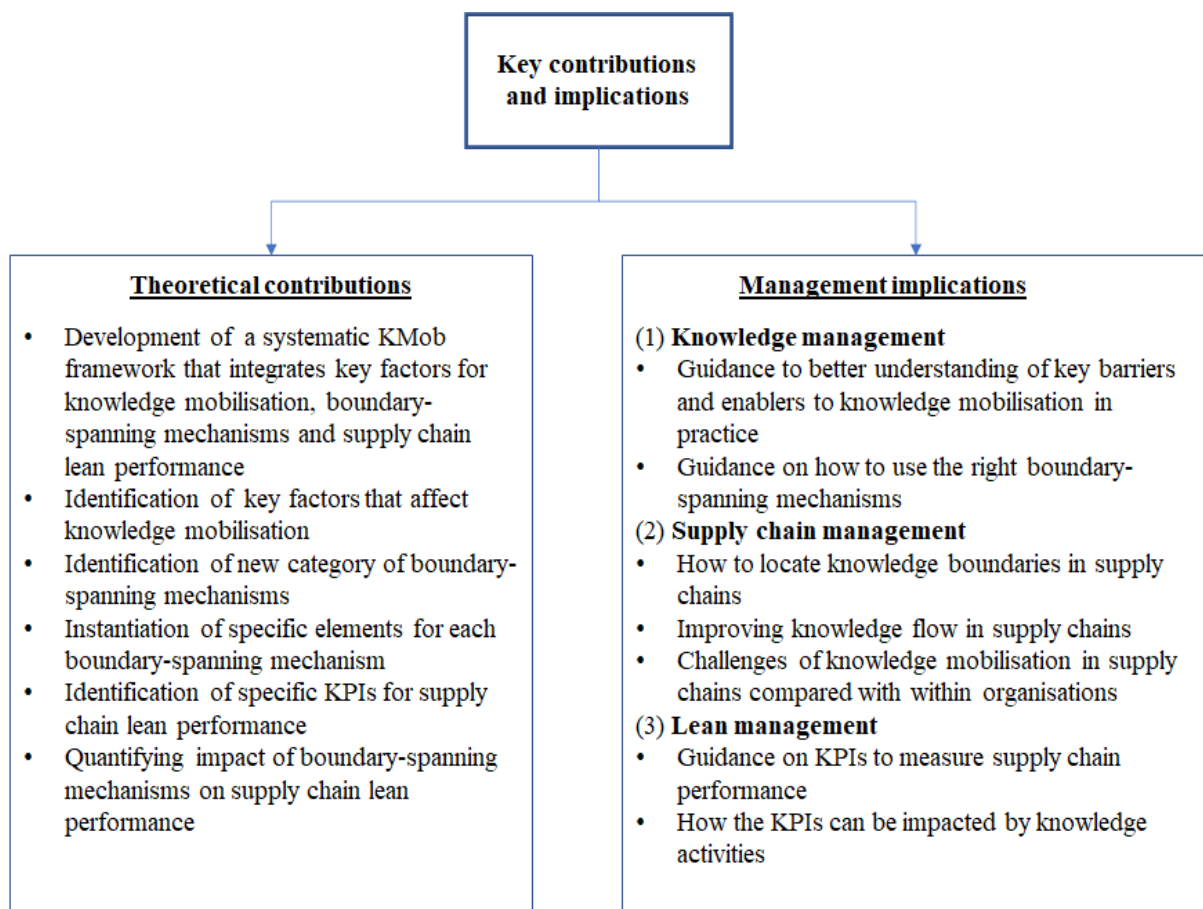 Key contributions
and implications
Theoretical contributions
• Development of a systematic KMob
framework that integrates key factors for
knowledge mobilisation, boundary-
spanning mechanisms and supply chain
lean performance
• Identification of key factors that affect
knowledge mobilisation
• Identification of new category of boundary-
spanning mechanisms
• Instantiation of specific elements for each
boundary-spanning mechanism
• Identification of specific KPIs for supply
chain lean performance
• Quantifying impact of boundary-spanning
mechanisms on supply chain lean
performance
Management implications
(1) Knowledge management
• Guidance to better understanding of key barriers
and enablers to knowledge mobilisation in
practice
• Guidance on how to use the right boundary-
spanning mechanisms
(2) Supply chain management
• How to locate knowledge boundaries in supply
chains
• Improving knowledge flow in supply chains
• Challenges of knowledge mobilisation in supply
chains compared with within organisations
(3) Lean management
• Guidance on KPIs to measure supply chain
performance
• How the KPIs can be impacted by knowledge
activities